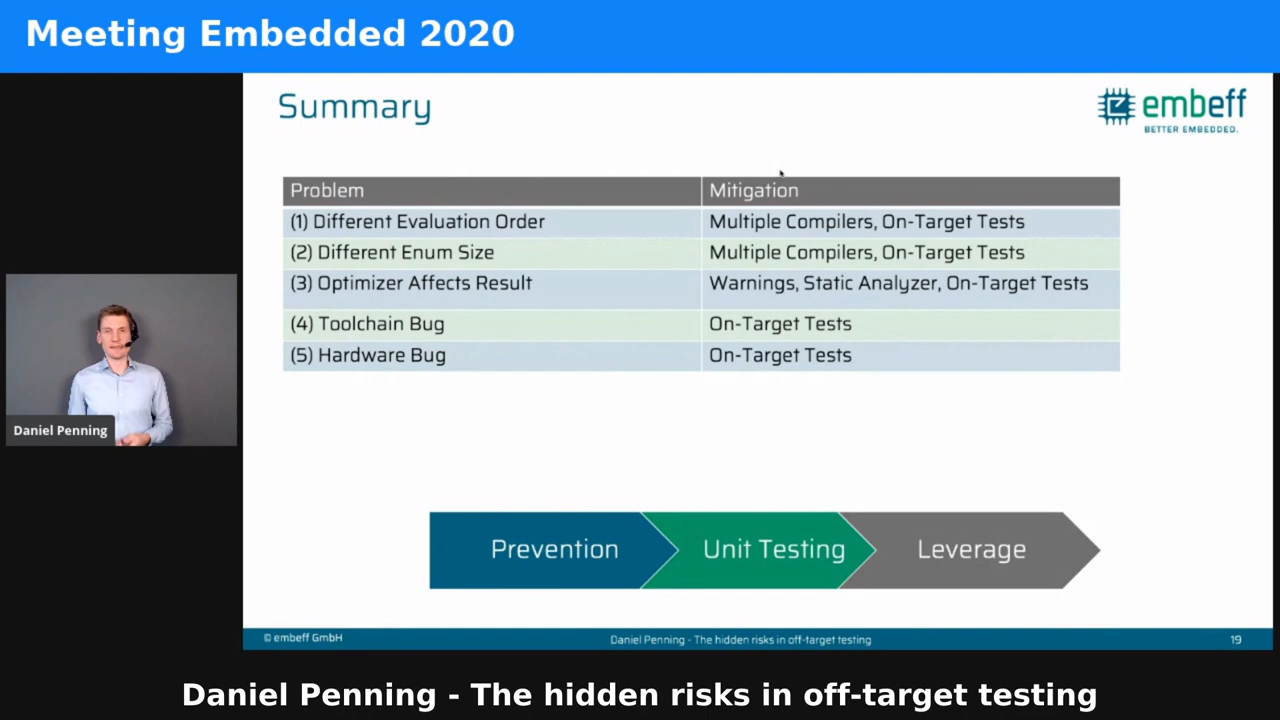 Meeting Embedded 2020
Summary
embeff
BETTER EMBEDDED.
Problem Mitigation
(1) Different Evaluation Order Multiple Compilers, On-Target Tests
(2) Different Enum Size Multiple Compilers, On-Target Tests
(3) Optimizer Affects Result Warnings, Static Analyzer, On-Target Tests
(4) Toolchain Bug On-Target Tests
(5) Hardware Bug On-Target Tests
Daniel Penning
Prevention Unit Testing Leverage
© embeff GmbH Daniel Penning - The hidden risks in off-target testing 19
Daniel Penning - The hidden risks in off-target testing